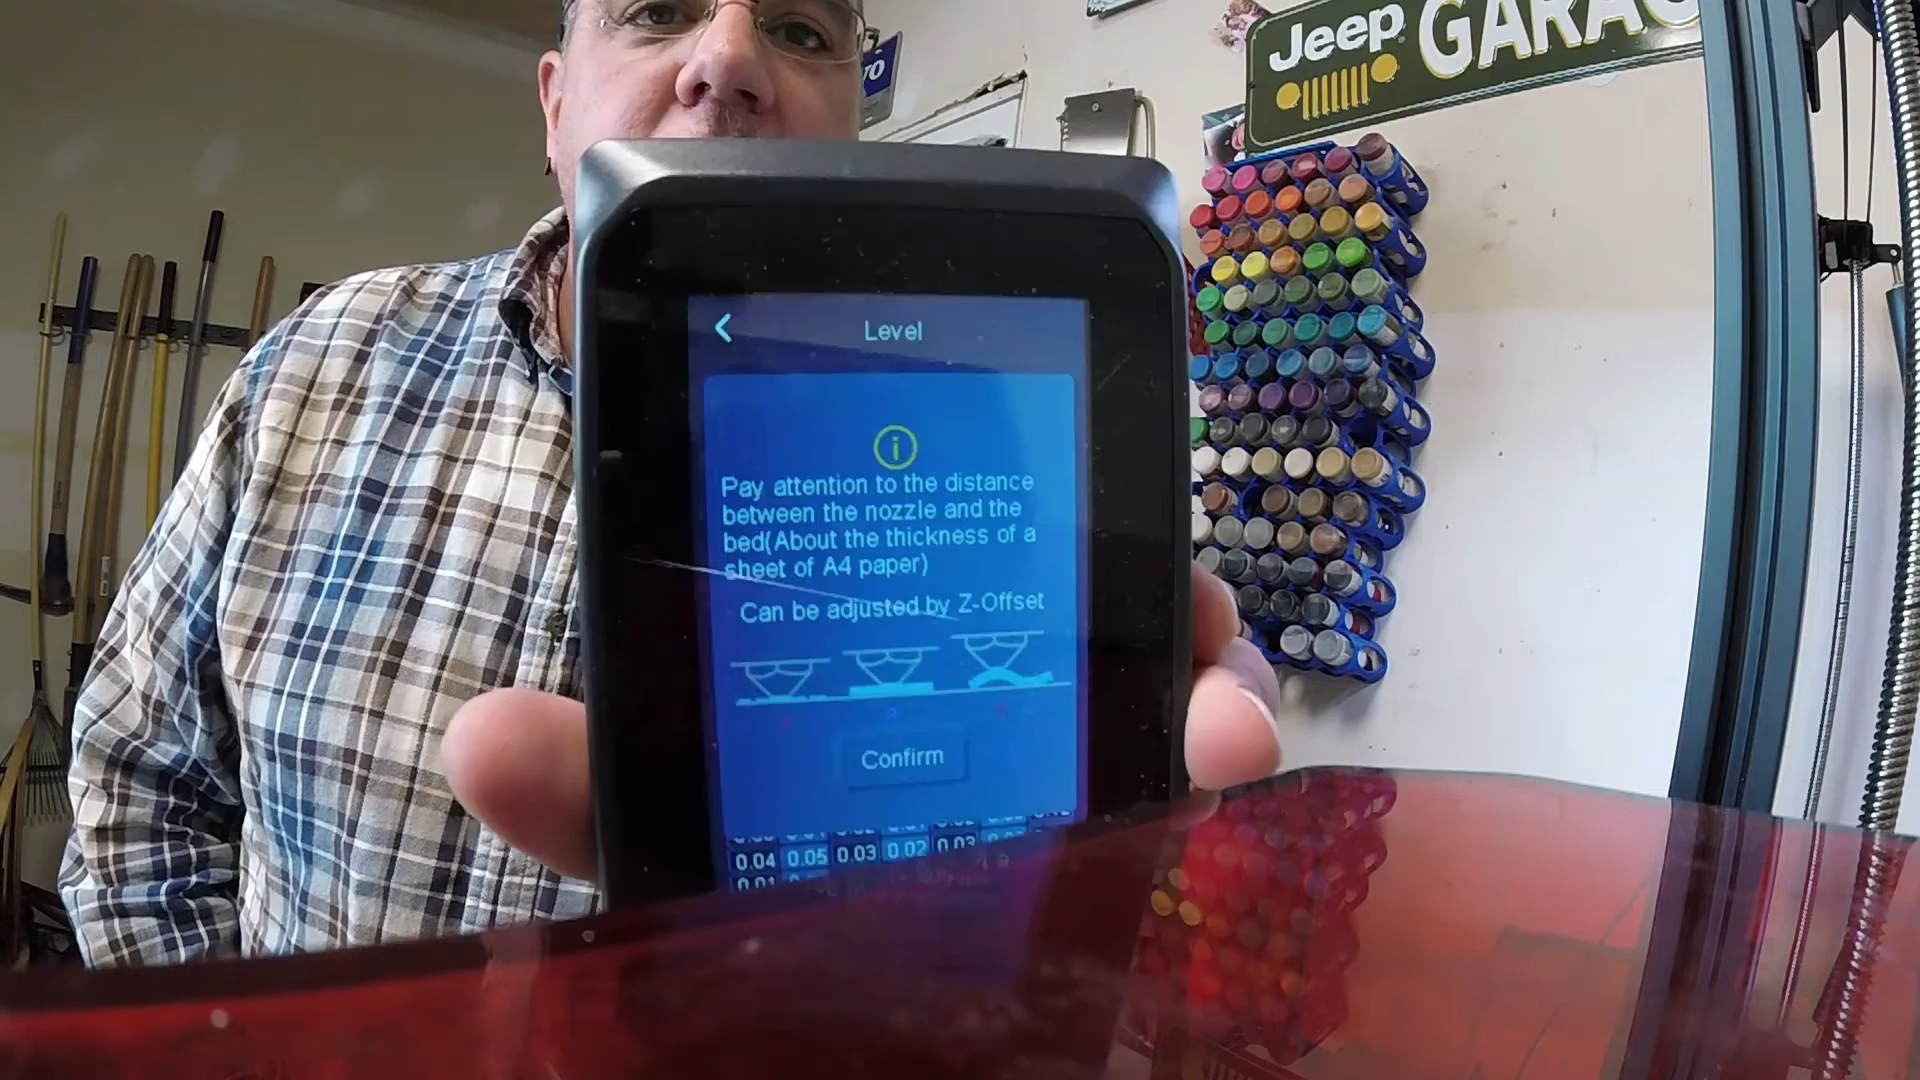 Jeep GARAG
Level
Pay attention to the distance
between the nozzle and the
bed(About the thickness of a
sheet of A4 paper)
Can be adjusted by Z-Offset
Confirm
0.04 0.05 0.03 0.02 0.03